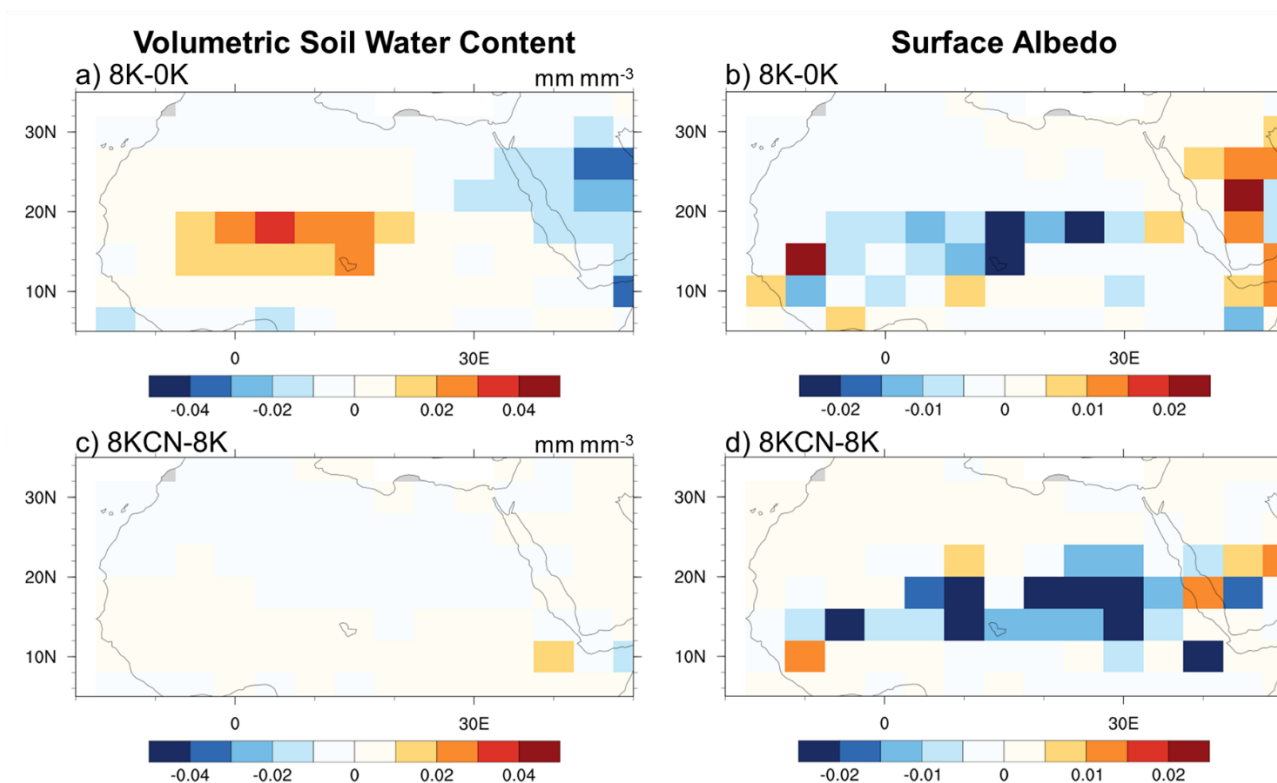 Volumetric Soil Water Content
Surface Albedo
a) 8K-0K
mm mm-3
b) 8K-0K
30N
20N
10N
0
30E
-0.04 -0.02 0 0.02 0.04
30N
20N
10N
0
30E
-0.02 -0.01 0 0.01 0.02
c) 8KCN-8K
mm mm-3
d) 8KCN-8K
30N
20N
10N
0
30E
-0.04 -0.02 0 0.02 0.04
30N
20N
10N
0
30E
-0.02 -0.01 0 0.01 0.02